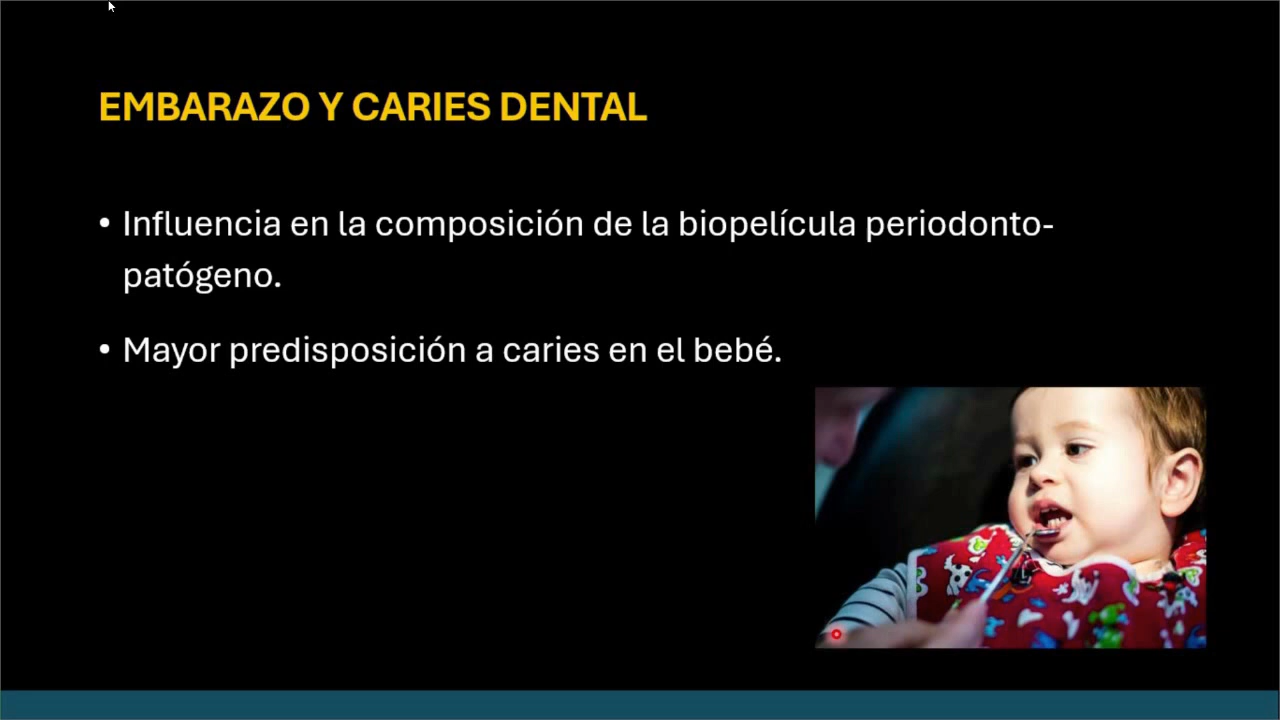 EMBARAZO Y CARIES DENTAL
• Influencia en la composición de la biopelícula periodonto-
patógeno.
• Mayor predisposición a caries en el bebé.